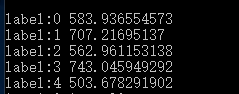 label:0 583.936554573
label:1 707.21695137
label:2 562.961153138
label:3 743.045949292
label:4 503.678291902